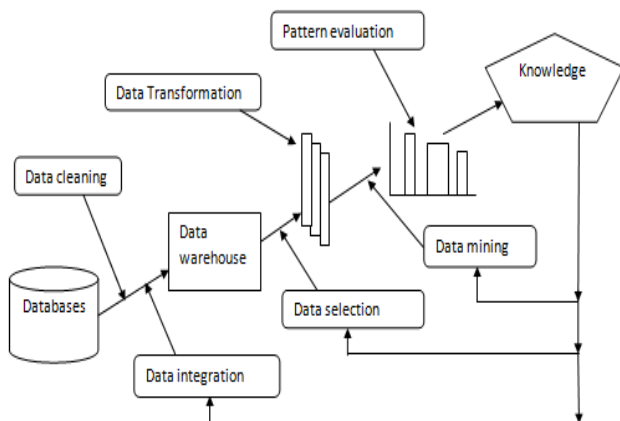 Pattern evaluation
Knowledge
Data Transformation
Data cleaning
Data
warehouse
Data mining
Databases
Data selection
Data integration